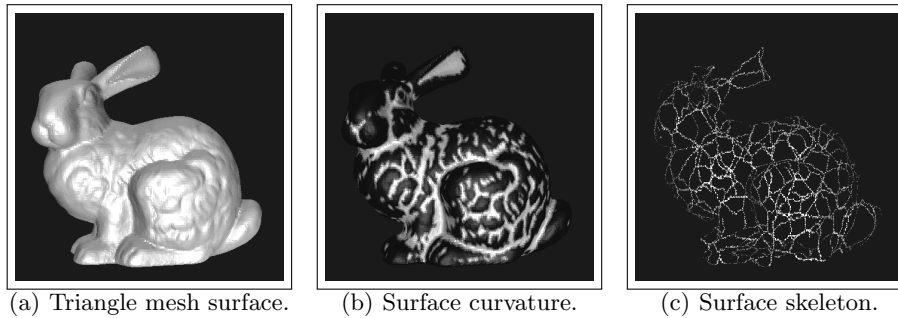 (a) Triangle mesh surface.
(b) Surface curvature.
(c) Surface skeleton.